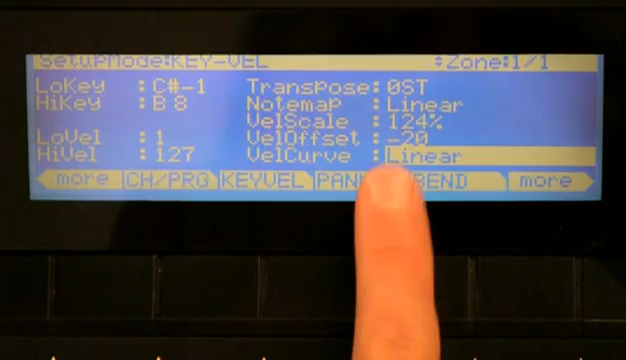 SetupMode:KEY-VEL ÷Zone:1/1
LoKey :C#-1 Transpose:0ST
HiKey :B 8 Notemap :Linear
VelScale :124%
LoVel :1 VelOffset :-20
HiVel :127 VelCurve :Linear
more CH/PRG KEYVEL BEND more